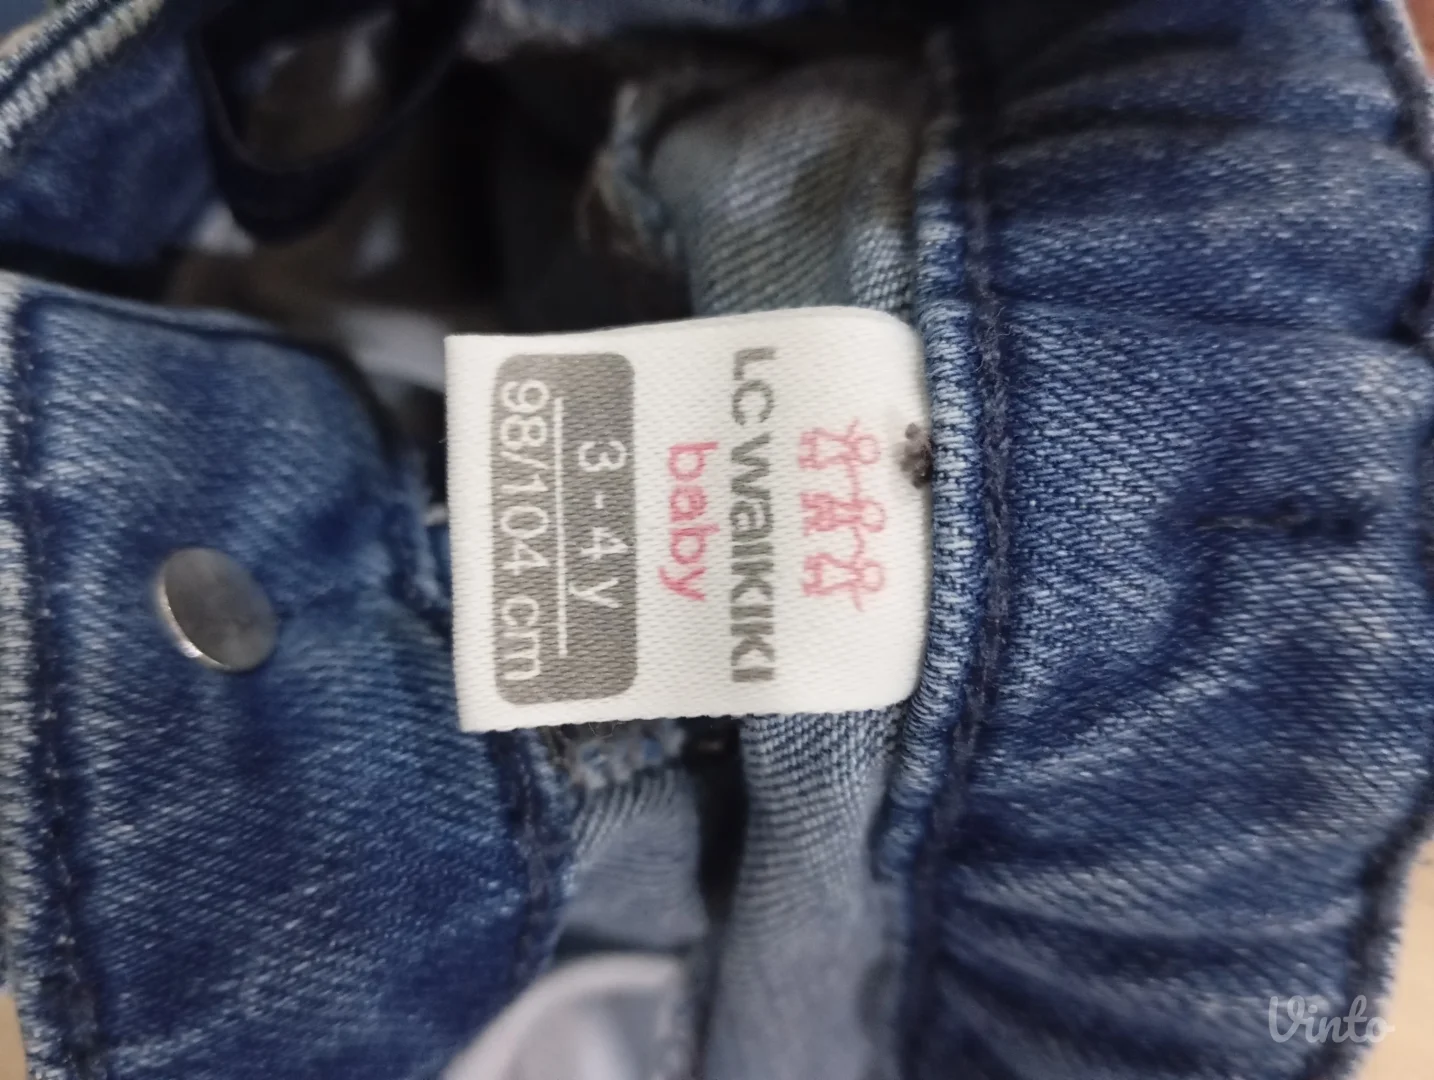 LC WAIKIKI
baby
3 - 4 y
98/104 cm
Vinto